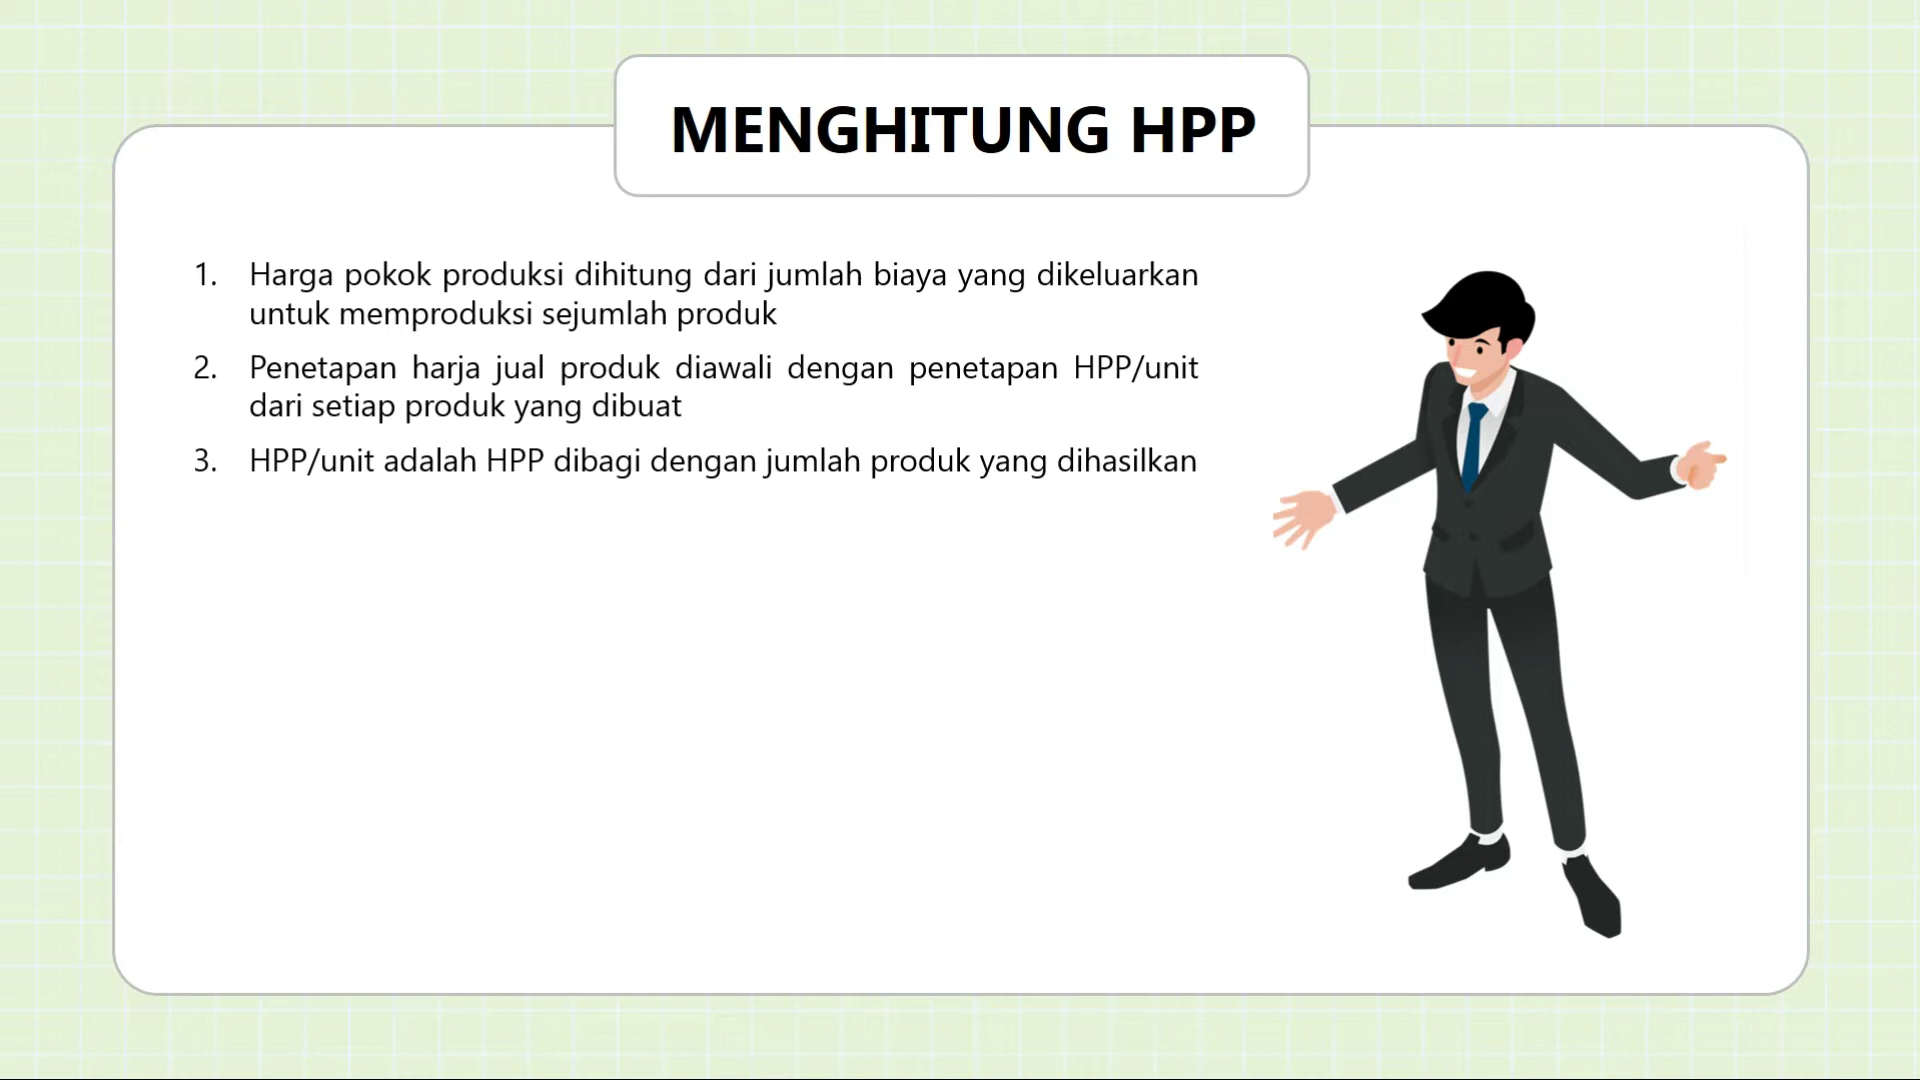 MENGHITUNG HPP
1. Harga pokok produksi dihitung dari jumlah biaya yang dikeluarkan
untuk memproduksi sejumlah produk
2. Penetapan harja jual produk diawali dengan penetapan HPP/unit
dari setiap produk yang dibuat
3. HPP/unit adalah HPP dibagi dengan jumlah produk yang dihasilkan